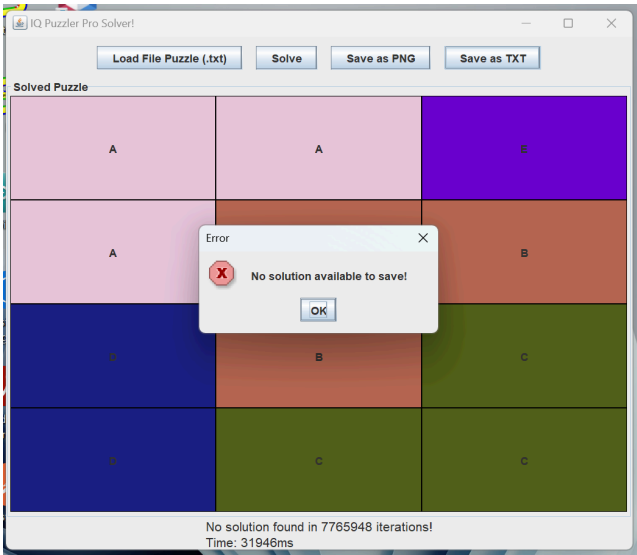 IQ Puzzler Pro Solver!
Load File Puzzle (.txt) Solve Save as PNG Save as TXT
Solved Puzzle
A A E
A B
Error
No solution available to save!
OK
D B C
D C C
No solution found in 7765948 iterations!
Time: 31946ms